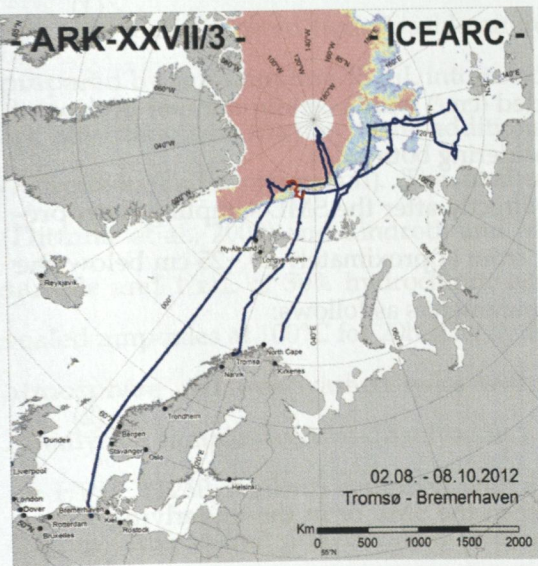 - ARK-XXVII/3 -
- ICEARC -
Ny-Ålesund
Longyearbyen
Reykjavik
North Cape
Tromsø
Narvik
Kirkenes
Trondheim
Bergen
Stavanger
Oslo
Helsinki
Dundee
Liverpool
London
Dover
Bremerhaven
Kiel
Rotterdam
Rostock
Bruxelles
02.08. - 08.10.2012
Tromsø - Bremerhaven
Km
0 500 1000 1500 2000